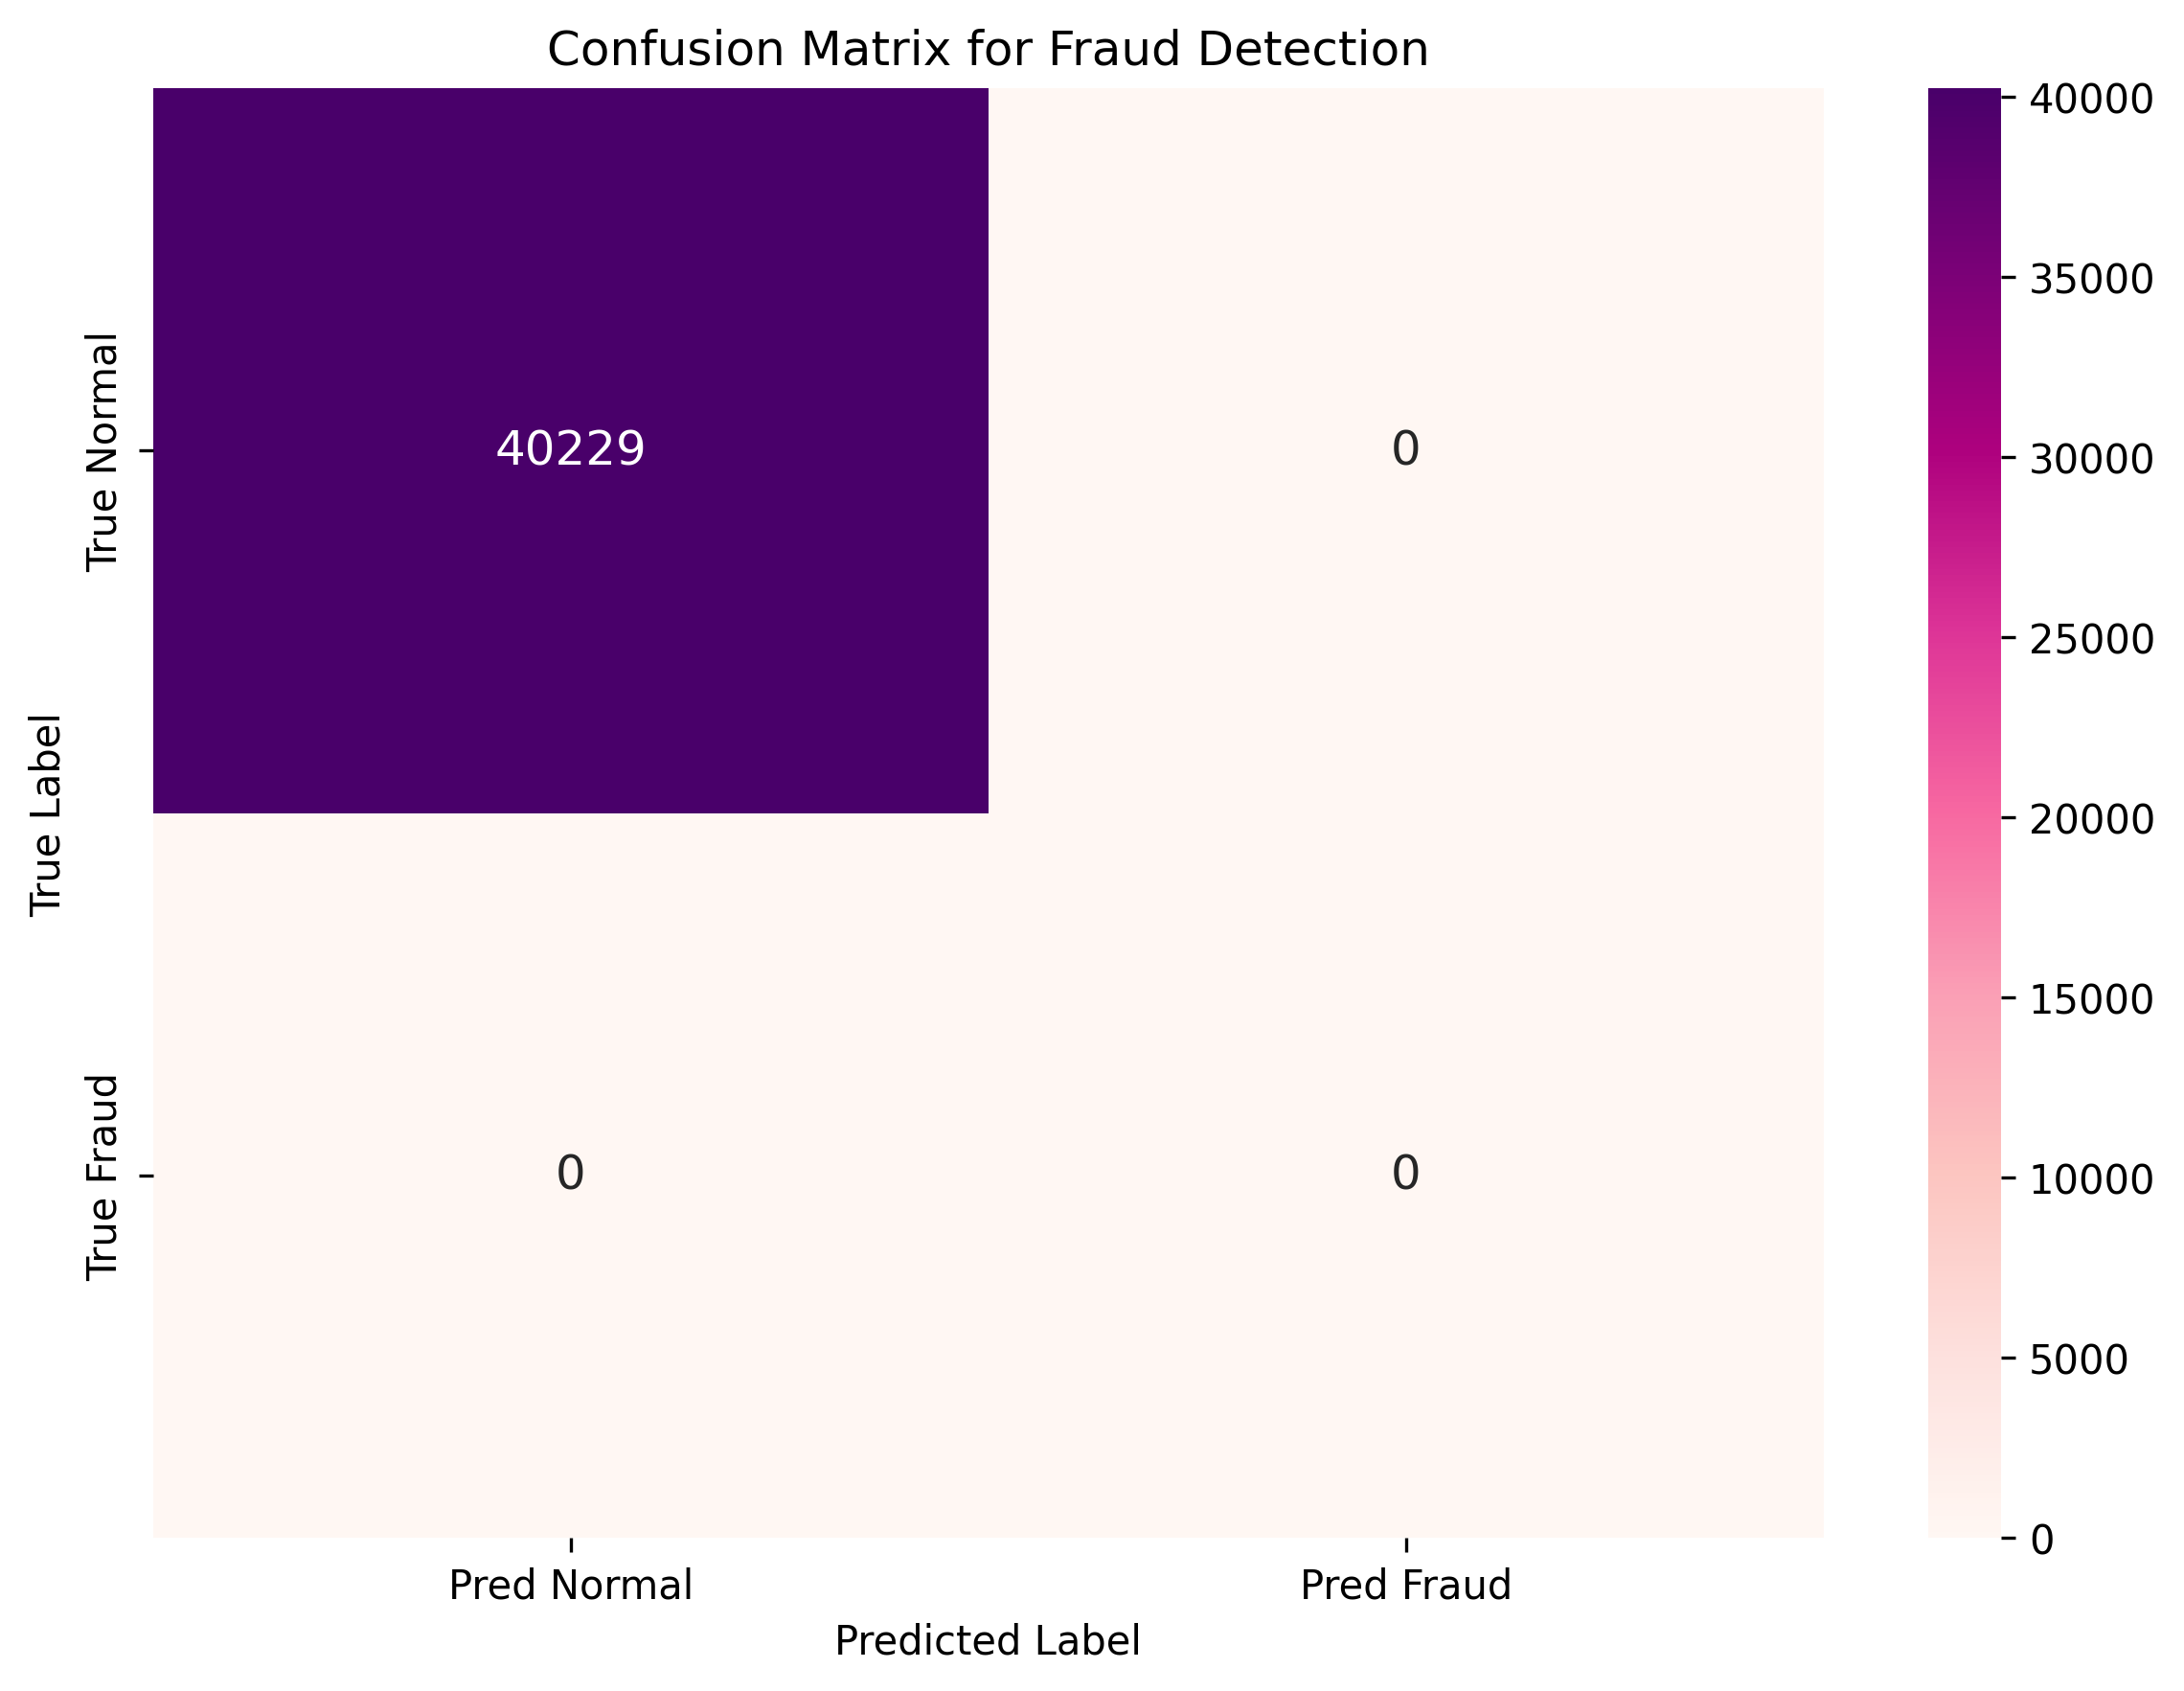 Confusion Matrix for Fraud Detection
True Label
True Normal
40229
0
True Fraud
0
0
Pred Normal
Pred Fraud
Predicted Label
40000
35000
30000
25000
20000
15000
10000
5000
0